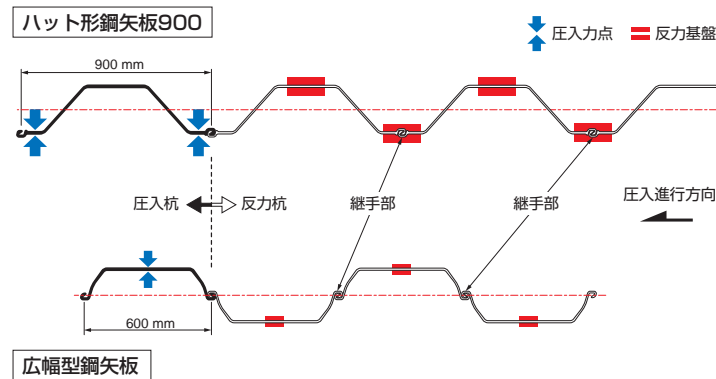 ハット形鋼矢板900
圧入力点
反力基盤
900 mm
圧入杭
反力杭
継手部
継手部
圧入進行方向
600 mm
広幅型鋼矢板